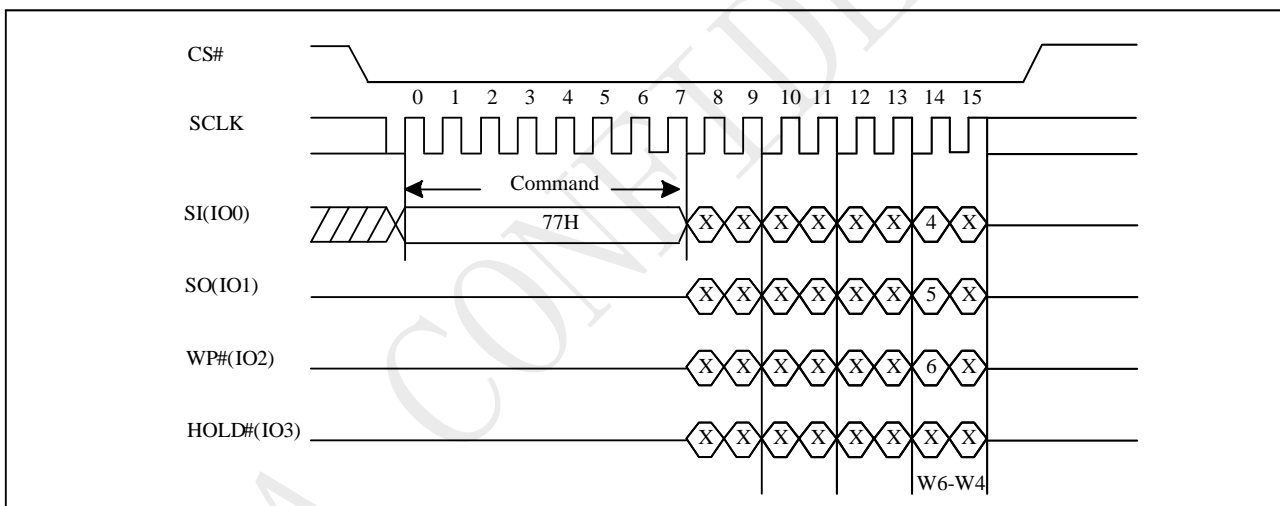 CS#
0 1 2 3 4 5 6 7 8 9 10 11 12 13 14 15
SCLK
Command
SI(IO0) 77H X X X X X X 4 X
SO(IO1) X X X X X X 5 X
WP#(IO2) X X X X X X 6 X
HOLD#(IO3) X X X X X X X X
W6-W4